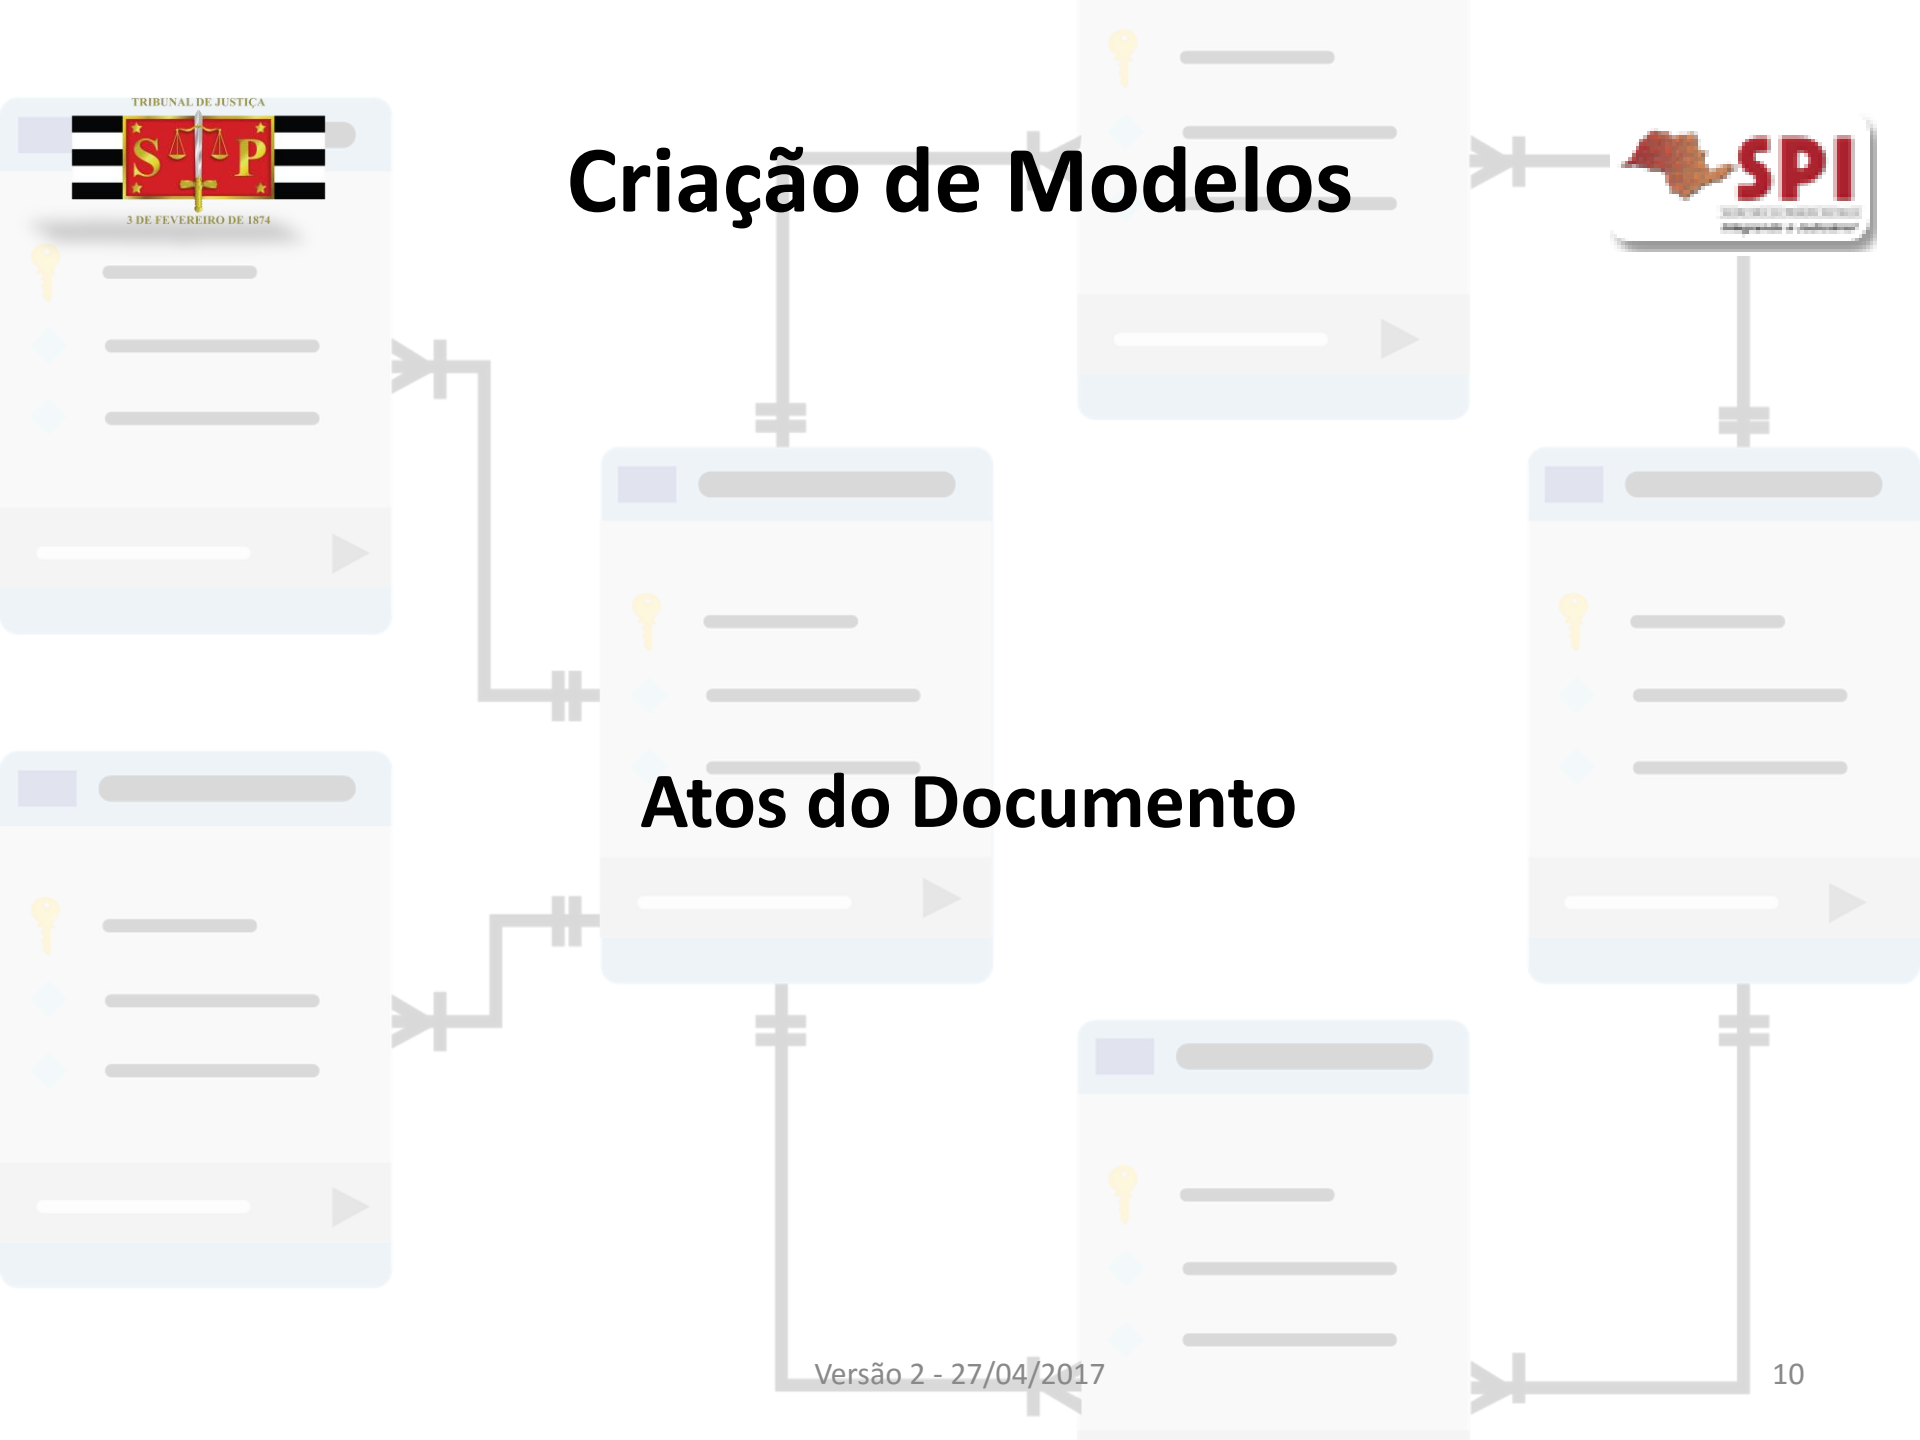 TRIBUNAL DE JUSTIÇA
S P
3 DE FEVEREIRO DE 1874
Criação de Modelos
SPI
Atos do Documento
Versão 2 - 27/04/2017
10